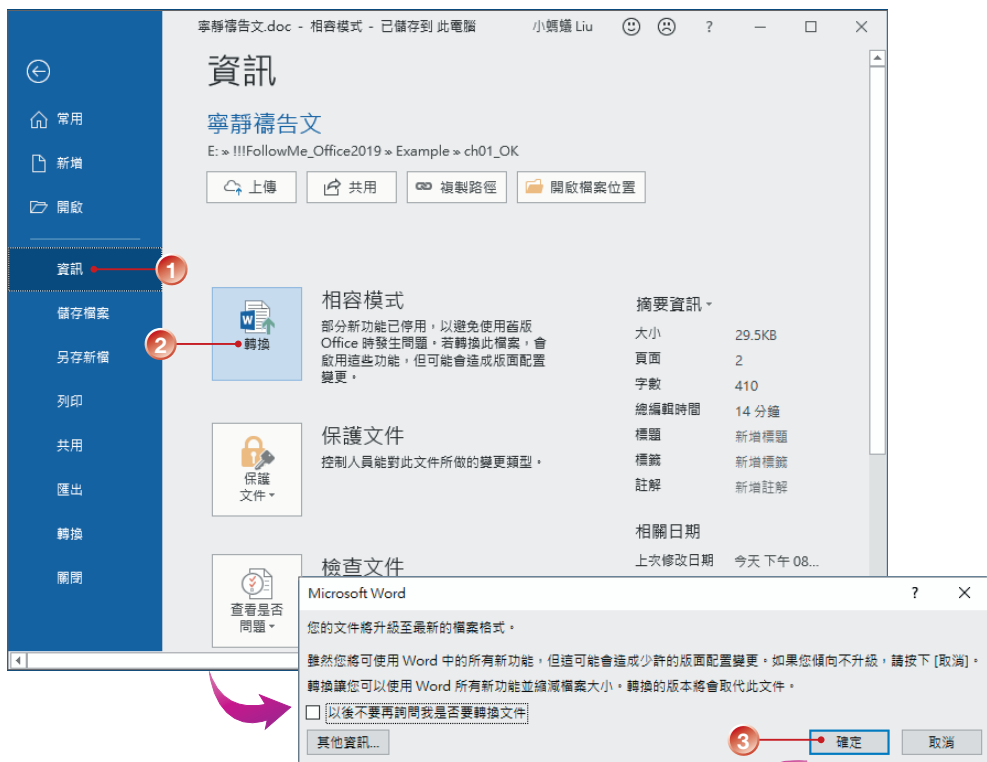 寧靜禱告文.doc - 相容模式 - 已儲存到 此電腦
小螞蟻 Liu
?
資訊
常用
新增
開啟
資訊
儲存檔案
另存新檔
列印
共用
匯出
轉換
關閉
寧靜禱告文
E: » !!!FollowMe_Office2019 » Example » ch01_OK
上傳
共用
複製路徑
開啟檔案位置
1
2
轉換
相容模式
部分新功能已停用，以避免使用舊版
Office 時發生問題。若轉換此檔案，會
啟用這些功能，但可能會造成版面配置
變更。
保護
文件
保護文件
控制人員能對此文件所做的變更類型。
查看是否
問題
檢查文件
摘要資訊
大小 29.5KB
頁面 2
字數 410
總編輯時間 14 分鐘
標題 新增標題
標籤 新增標籤
註解 新增註解
相關日期
上次修改日期 今天 下午 08...
Microsoft Word
?
您的文件將升級至最新的檔案格式。
雖然您將可使用 Word 中的所有新功能，但這可能會造成少許的版面配置變更。如果您傾向不升級，請按下 [取消]。
轉換讓您可以使用 Word 所有新功能並縮減檔案大小。轉換的版本將會取代此文件。
以後不要再詢問我是否要轉換文件
其他資訊...
3
確定
取消